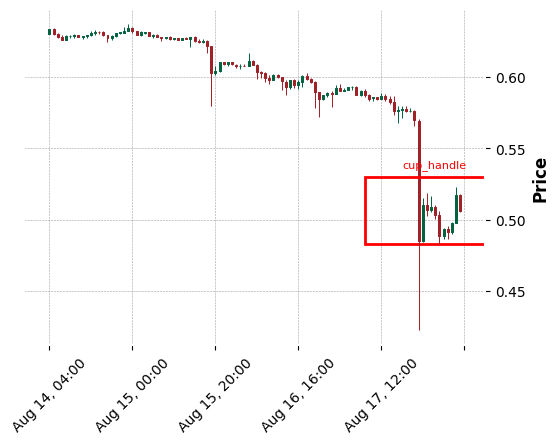 cup_handle
0.60
0.55
0.50
0.45
Price
Aug 14, 04:00
Aug 15, 00:00
Aug 15, 20:00
Aug 16, 16:00
Aug 17, 12:00